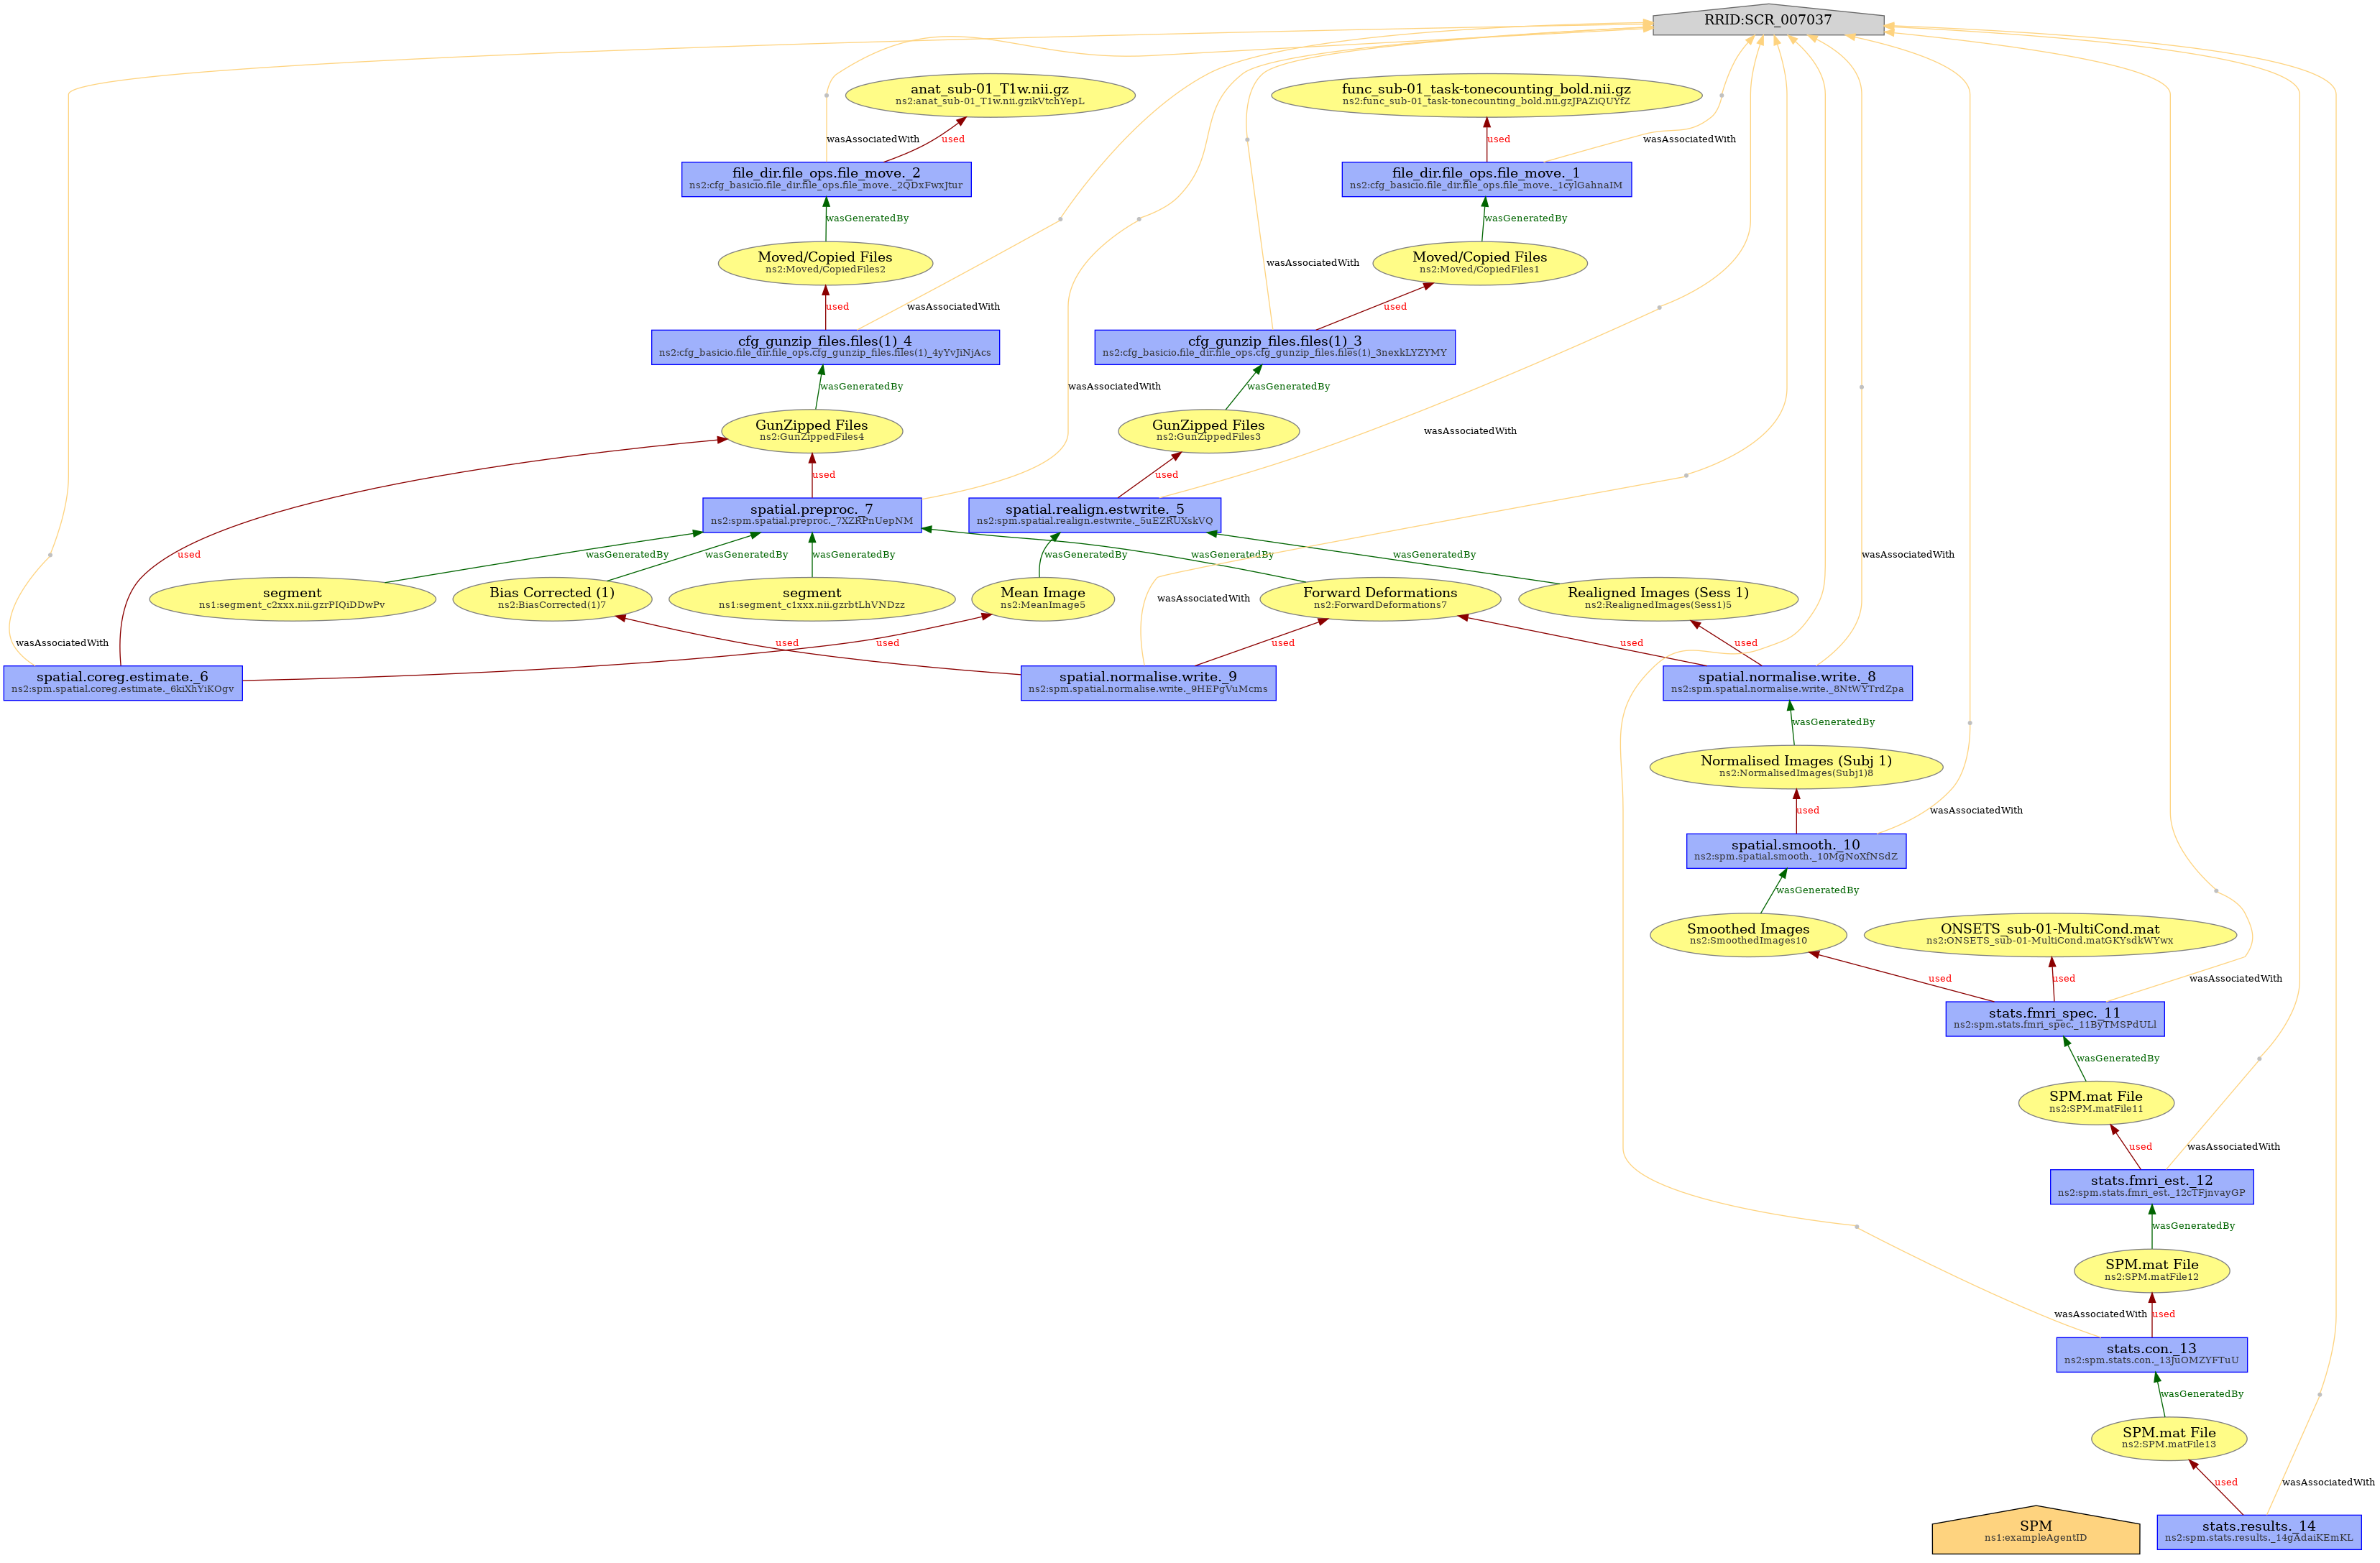 RRID:SCR_007037
anat_sub-01_T1w.nii.gz
ns2:anat_sub-01_T1w.nii.gzikVtchYepL
func_sub-01_task-tonecounting_bold.nii.gz
ns2:func_sub-01_task-tonecounting_bold.nii.gzJPAZiQUYfZ
wasAssociatedWith
used
used
wasAssociatedWith
file_dir.file_ops.file_move._2
ns2:cfg_basicio.file_dir.file_ops.file_move._2QDxFwxJtur
file_dir.file_ops.file_move._1
ns2:cfg_basicio.file_dir.file_ops.file_move._1cylGahnaIM
wasGeneratedBy
wasGeneratedBy
Moved/Copied Files
ns2:Moved/CopiedFiles2
wasAssociatedWith
Moved/Copied Files
ns2:Moved/CopiedFiles1
used
wasAssociatedWith
used
cfg_gunzip_files.files(1)_4
ns2:cfg_basicio.file_dir.file_ops.cfg_gunzip_files.files(1)_4yYvJiNjAcs
cfg_gunzip_files.files(1)_3
ns2:cfg_basicio.file_dir.file_ops.cfg_gunzip_files.files(1)_3nexkLYZYMY
wasGeneratedBy
wasAssociatedWith
wasGeneratedBy
GunZipped Files
ns2:GunZippedFiles4
GunZipped Files
ns2:GunZippedFiles3
wasAssociatedWith
used
used
spatial.preproc._7
ns2:spm.spatial.preproc._7XZRPnUepNM
spatial.realign.estwrite._5
ns2:spm.spatial.realign.estwrite._5uEZRUXskVQ
used
wasGeneratedBy
wasGeneratedBy
wasGeneratedBy
wasGeneratedBy
wasGeneratedBy
wasGeneratedBy
wasAssociatedWith
segment
ns1:segment_c2xxx.nii.gzrPIQiDDwPv
Bias Corrected (1)
ns2:BiasCorrected(1)7
segment
ns1:segment_c1xxx.nii.gzrbtLhVNDzz
Mean Image
ns2:MeanImage5
wasAssociatedWith
Forward Deformations
ns2:ForwardDeformations7
Realigned Images (Sess 1)
ns2:RealignedImages(Sess1)5
wasAssociatedWith
used
used
used
used
used
spatial.coreg.estimate._6
ns2:spm.spatial.coreg.estimate._6kiXhYiKOgv
spatial.normalise.write._9
ns2:spm.spatial.normalise.write._9HEPgVuMcms
spatial.normalise.write._8
ns2:spm.spatial.normalise.write._8NtWYTrdZpa
wasGeneratedBy
Normalised Images (Subj 1)
ns2:NormalisedImages(Subj1)8
used
wasAssociatedWith
spatial.smooth._10
ns2:spm.spatial.smooth._10MgNoXfNSdZ
wasGeneratedBy
Smoothed Images
ns2:SmoothedImages10
ONSETS_sub-01-MultiCond.mat
ns2:ONSETS_sub-01-MultiCond.matGKYsdkWYwx
used
used
wasAssociatedWith
stats.fmri_spec._11
ns2:spm.stats.fmri_spec._11ByTMSPdULl
wasGeneratedBy
SPM.mat File
ns2:SPM.matFile11
used
wasAssociatedWith
stats.fmri_est._12
ns2:spm.stats.fmri_est._12cTFjnvayGP
wasGeneratedBy
SPM.mat File
ns2:SPM.matFile12
wasAssociatedWith
used
stats.con._13
ns2:spm.stats.con._13JuOMZYFTuU
wasGeneratedBy
SPM.mat File
ns2:SPM.matFile13
used
wasAssociatedWith
SPM
ns1:exampleAgentID
stats.results._14
ns2:spm.stats.results._14gAdaiKEmKL